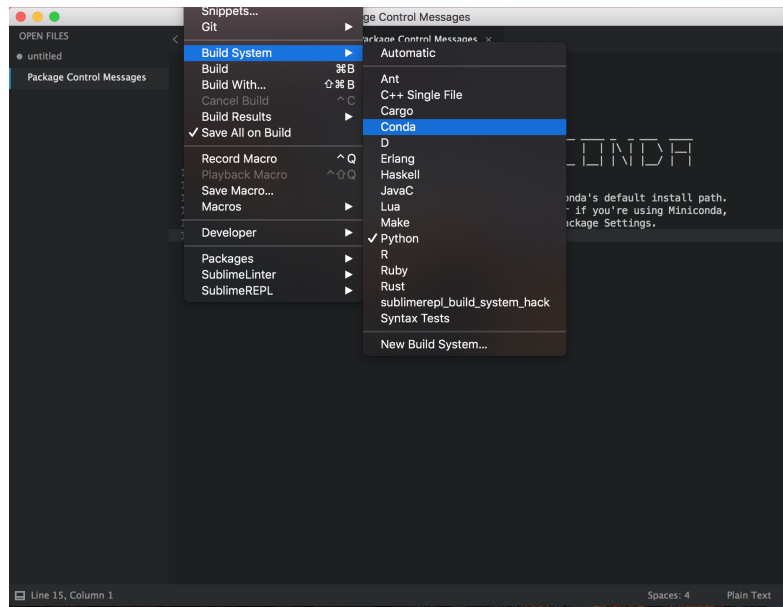 Snippets...
ge Control Messages
OPEN FILES
Git
Package Control Messages
untitled
Package Control Messages
Build System
Build ⌘B
Build With... ⇧⌘B
Cancel Build ^C
Build Results
✓ Save All on Build
Record Macro ^Q
Playback Macro ^⇧Q
Save Macro...
Macros
Developer
Packages
SublimeLinter
SublimeREPL
Automatic
Ant
C++ Single File
Cargo
Conda
D
Erlang
Haskell
JavaC
Lua
Make
✓ Python
R
Ruby
Rust
sublimerepl_build_system_hack
Syntax Tests
New Build System...
CONDA
onda's default install path.
if you're using Miniconda,
ackage Settings.
Line 15, Column 1
Spaces: 4
Plain Text